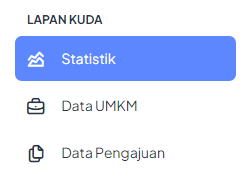 LAPAN KUDA
Statistik
Data UMKM
Data Pengajuan